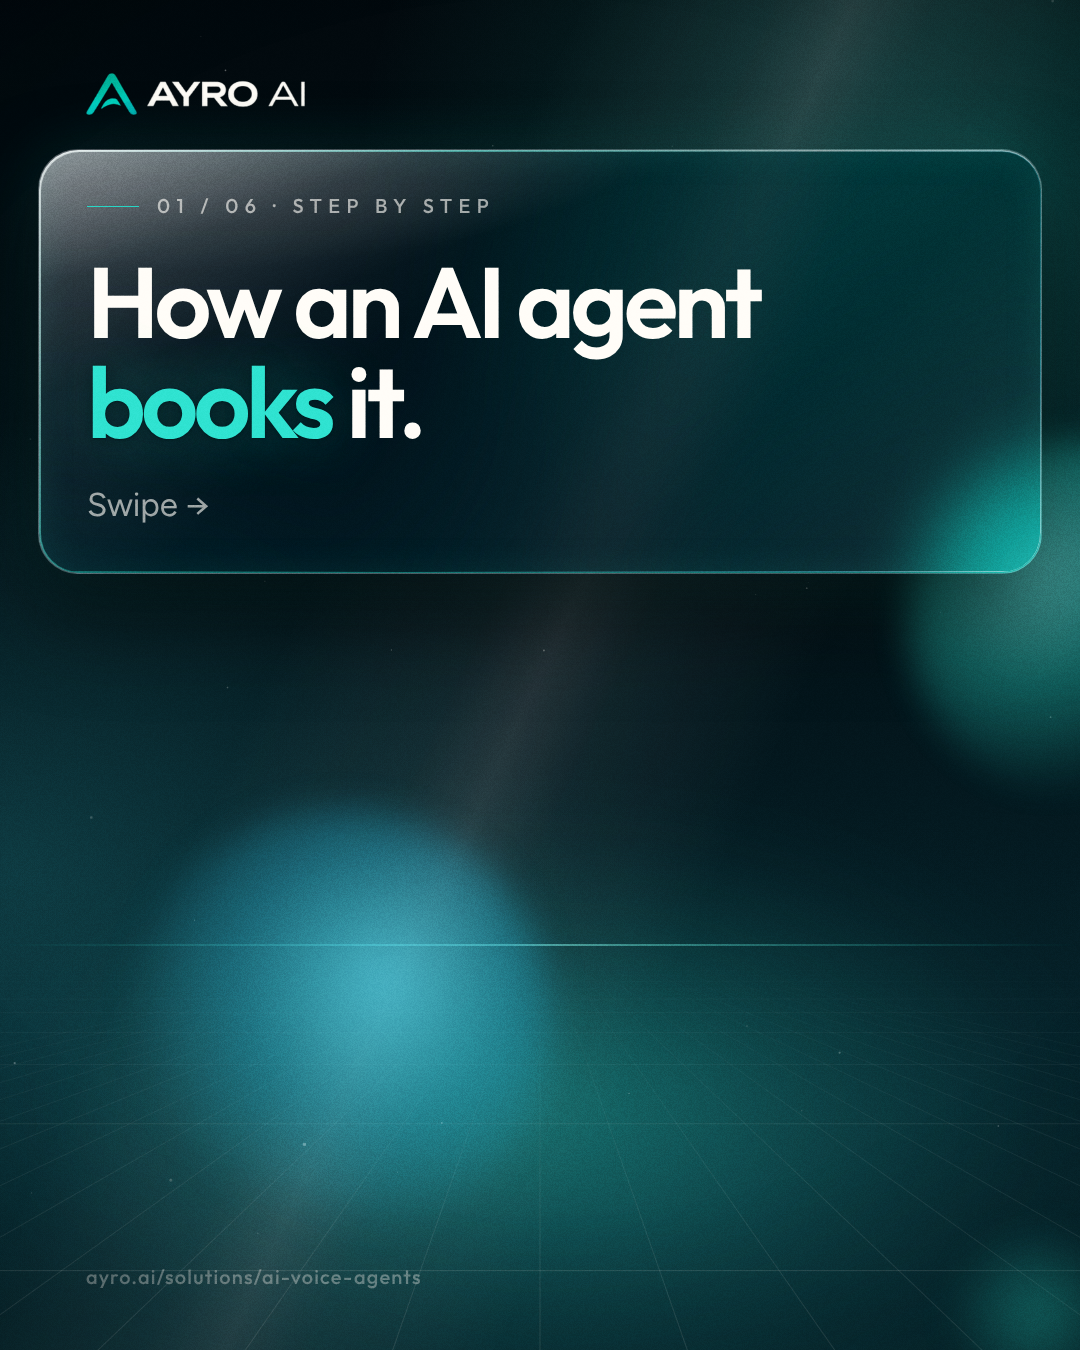 AYRO AI
01 / 06 · STEP BY STEP
How an AI agent
books it.
Swipe →
ayro.ai/solutions/ai-voice-agents